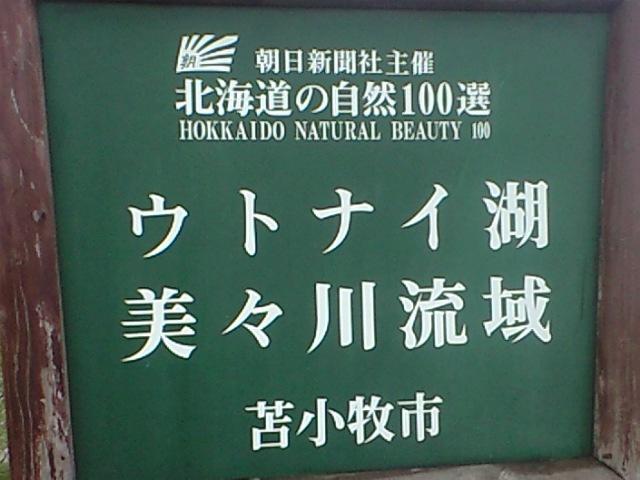 朝日新聞社主催
北海道の自然100選
HOKKAIDO NATURAL BEAUTY 100
ウトナイ湖
美々川流域
苫小牧市